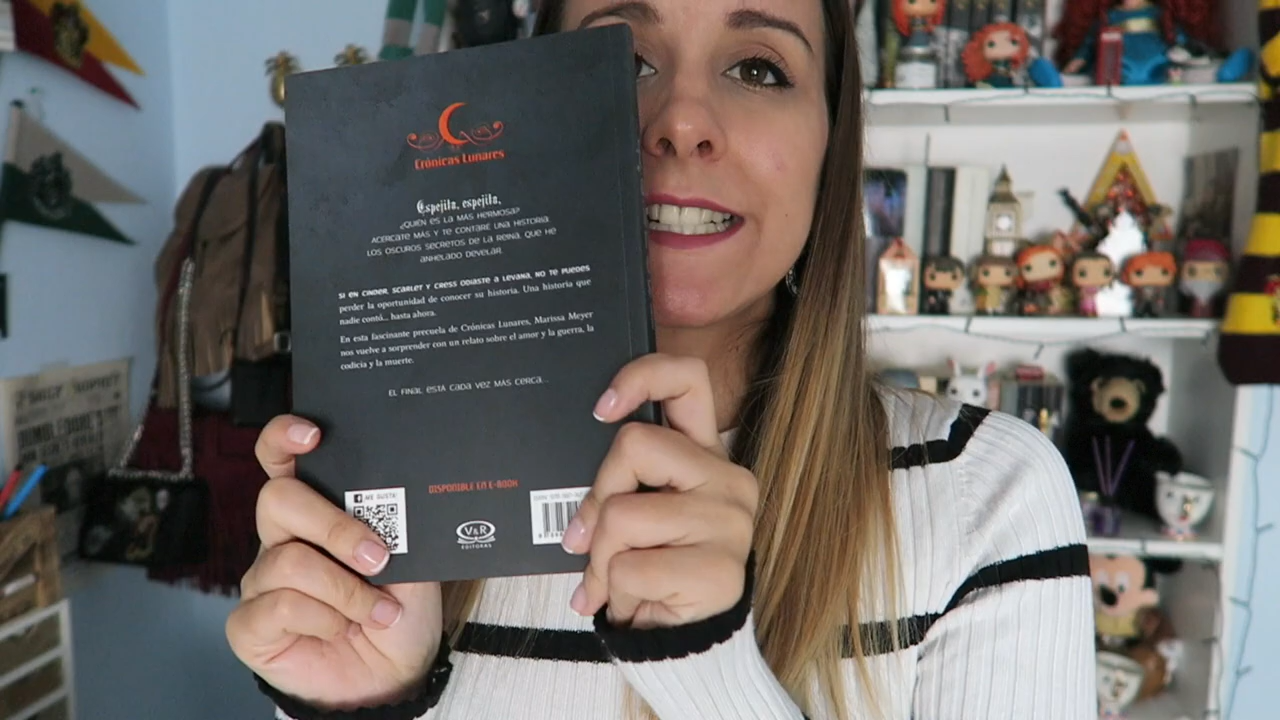 Crónicas Lunares
Espejito, espejito,
¿QUIÉN ES LA MÁS HERMOSA?
ACÉRCATE MÁS Y TE CONTARÉ UNA HISTORIA:
LOS OSCUROS SECRETOS DE LA REINA, QUE HE
ANHELADO DEVELAR.
SI EN CINDER, SCARLET Y CRESS ODIASTE A LEVANA, NO TE PUEDES
perder la oportunidad de conocer su historia. Una historia que
nadie contó... hasta ahora.
En esta fascinante precuela de Crónicas Lunares, Marissa Meyer
nos vuelve a sorprender con un relato sobre el amor y la guerra, la
codicia y la muerte.
EL FINAL ESTÁ CADA VEZ MÁS CERCA...
DISPONIBLE EN E-BOOK
¡ME GUSTA!
V&R
EDITORAS